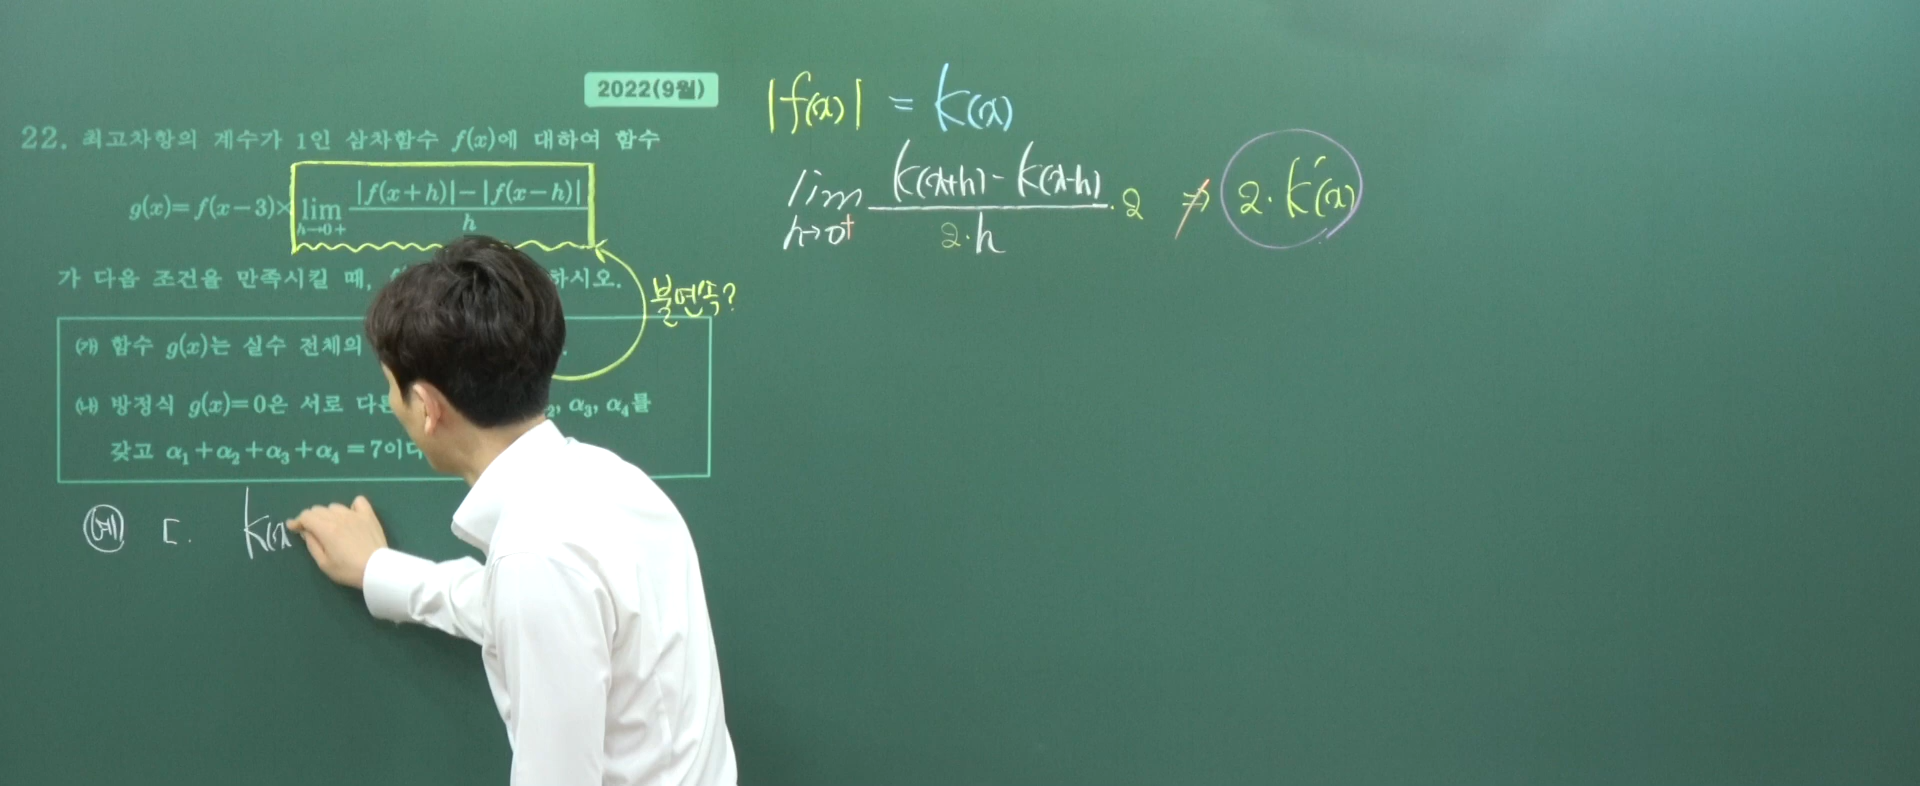 2022(9월)
22. 최고차항의 계수가 1인 삼차함수 f(x)에 대하여 함수
g(x)=f(x-3)× lim h→0+ |f(x+h)|-|f(x-h)| / h
가 다음 조건을 만족시킬 때, 하시오.
불연속?
(가) 함수 g(x)는 실수 전체의
(나) 방정식 g(x)=0은 서로 다른 ₂, α₃, α₄를
갖고 α₁+α₂+α₃+α₄=7이다
예 ㄷ. k(x
|f(x)| = k(x)
lim h→0+ k(x+h)-k(x-h) / 2·h ·2 ⇏ 2·k'(x)